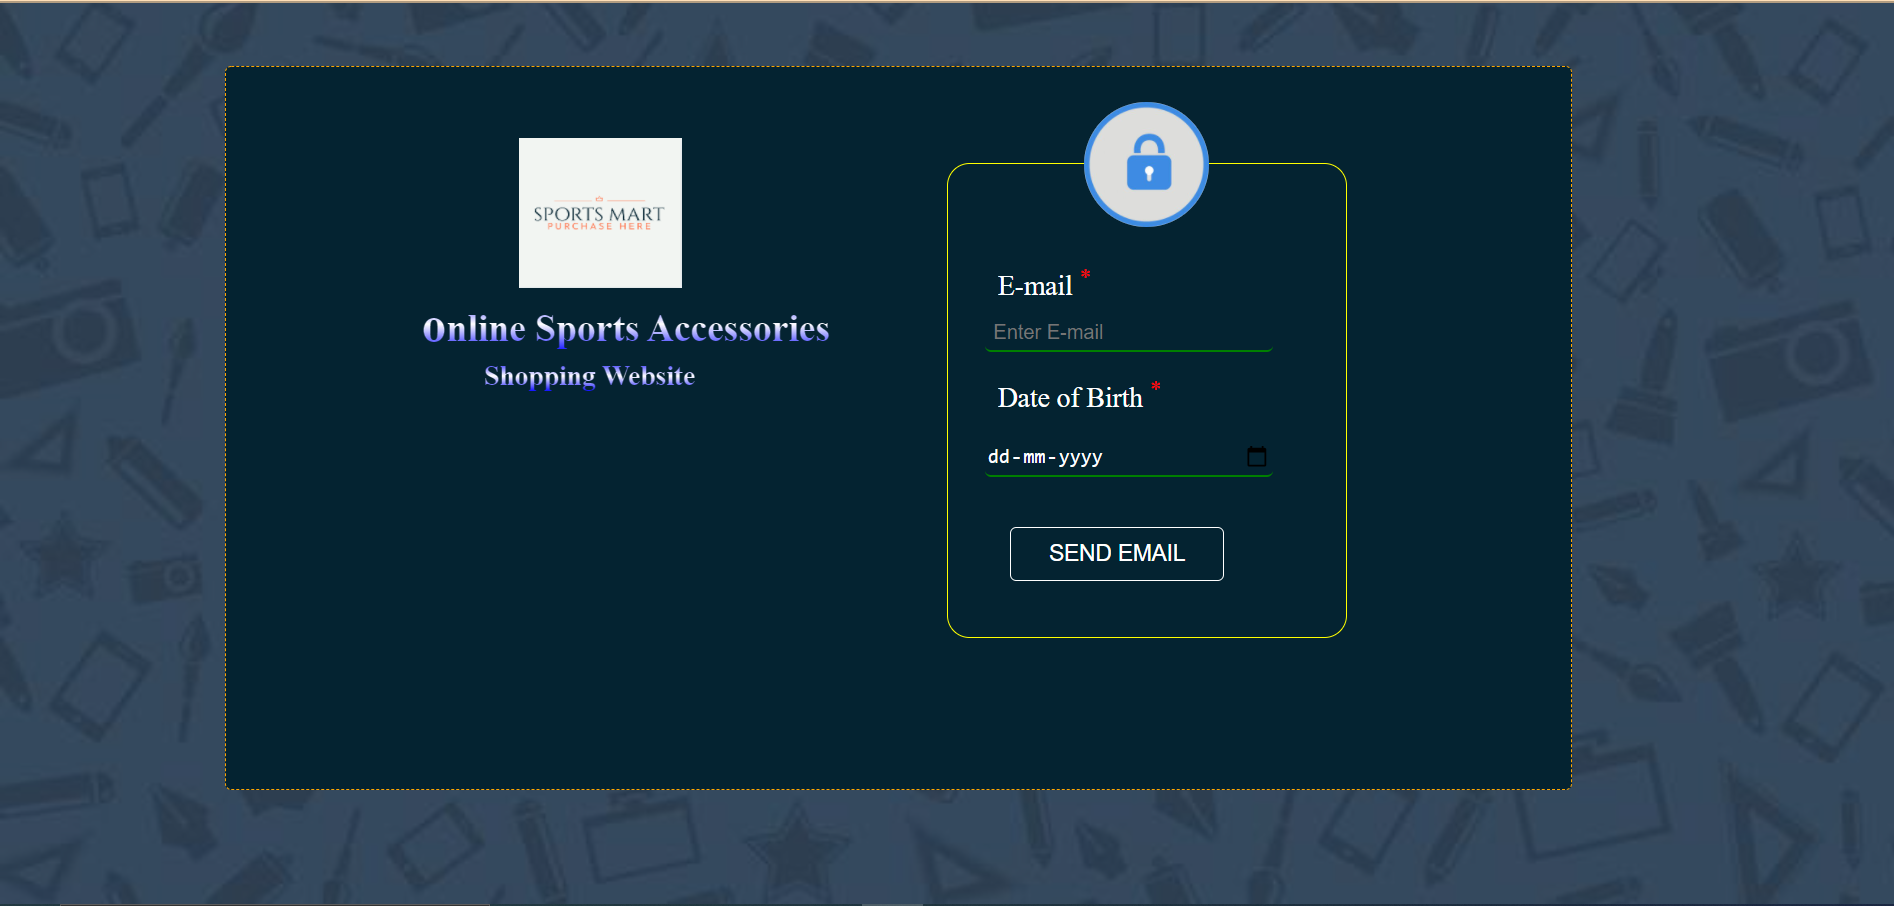 SPORTS MART
PURCHASE HERE
Online Sports Accessories
Shopping Website
E-mail *
Enter E-mail
Date of Birth *
dd-mm-yyyy
SEND EMAIL